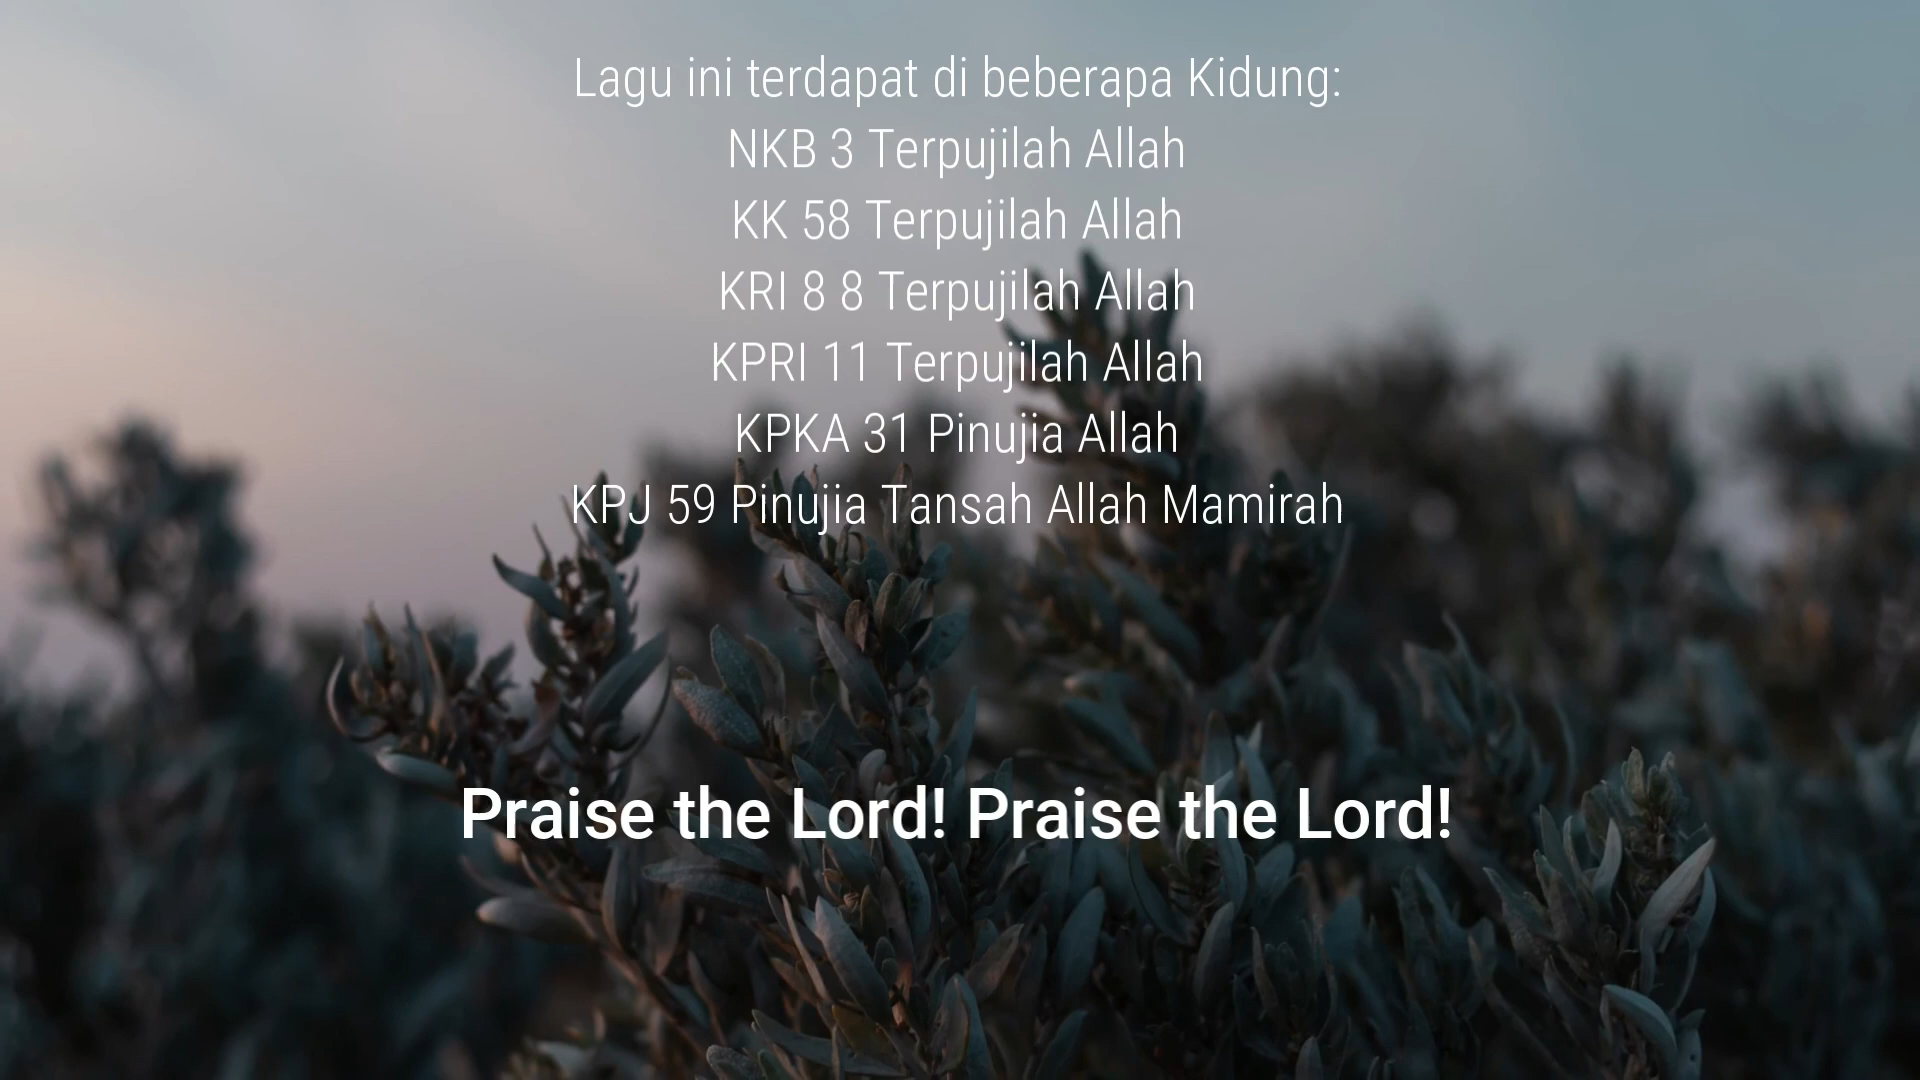 Lagu ini terdapat di beberapa Kidung:
NKB 3 Terpujilah Allah
KK 58 Terpujilah Allah
KRI 8 8 Terpujilah Allah
KPRI 11 Terpujilah Allah
KPKA 31 Pinujia Allah
KPJ 59 Pinujia Tansah Allah Mamirah
Praise the Lord! Praise the Lord!